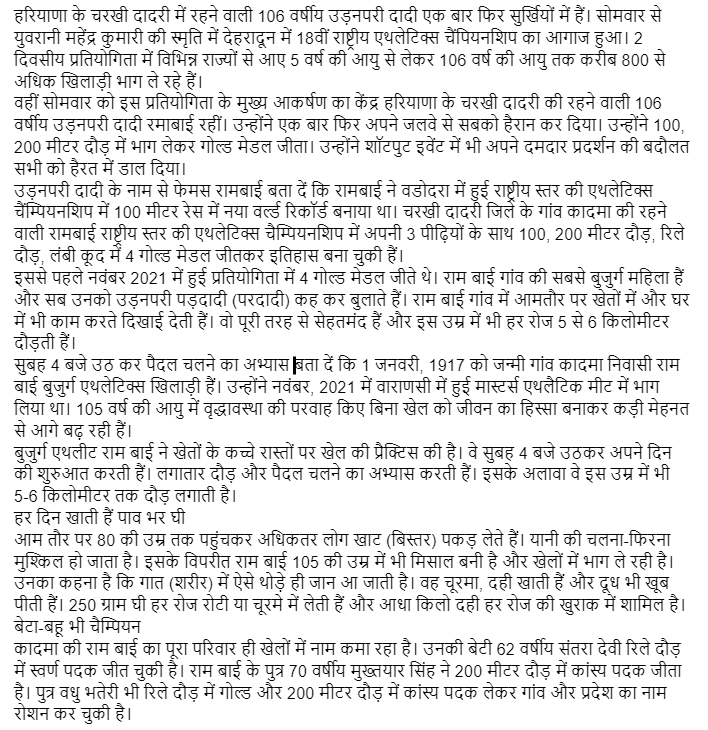 हरियाणा के चरखी दादरी में रहने वाली 106 वर्षीय उड़नपरी दादी एक बार फिर सुर्खियों में हैं। सोमवार से
युवरानी महेंद्र कुमारी की स्मृति में देहरादून में 18वीं राष्ट्रीय एथलेटिक्स चैंपियनशिप का आगाज हुआ। 2
दिवसीय प्रतियोगिता में विभिन्न राज्यों से आए 5 वर्ष की आयु से लेकर 106 वर्ष की आयु तक करीब 800 से
अधिक खिलाड़ी भाग ले रहे हैं।
वहीं सोमवार को इस प्रतियोगिता के मुख्य आकर्षण का केंद्र हरियाणा के चरखी दादरी की रहने वाली 106
वर्षीय उड़नपरी दादी रमाबाई रहीं। उन्होंने एक बार फिर अपने जलवे से सबको हैरान कर दिया। उन्होंने 100,
200 मीटर दौड़ में भाग लेकर गोल्ड मेडल जीता। उन्होंने शॉटपुट इवेंट में भी अपने दमदार प्रदर्शन की बदौलत
सभी को हैरत में डाल दिया।
उड़नपरी दादी के नाम से फेमस रामबाई बता दें कि रामबाई ने वडोदरा में हुई राष्ट्रीय स्तर की एथलेटिक्स
चैंम्पियनशिप में 100 मीटर रेस में नया वर्ल्ड रिकॉर्ड बनाया था। चरखी दादरी जिले के गांव कादमा की रहने
वाली रामबाई राष्ट्रीय स्तर की एथलेटिक्स चैम्पियनशिप में अपनी 3 पीढ़ियों के साथ 100, 200 मीटर दौड़, रिले
दौड़, लंबी कूद में 4 गोल्ड मेडल जीतकर इतिहास बना चुकी हैं।
इससे पहले नवंबर 2021 में हुई प्रतियोगिता में 4 गोल्ड मेडल जीते थे। राम बाई गांव की सबसे बुजुर्ग महिला हैं
और सब उनको उड़नपरी पड़दादी (परदादी) कह कर बुलाते हैं। राम बाई गांव में आमतौर पर खेतों में और घर
में भी काम करते दिखाई देती हैं। वो पूरी तरह से सेहतमंद हैं और इस उम्र में भी हर रोज 5 से 6 किलोमीटर
दौड़ती हैं।
सुबह 4 बजे उठ कर पैदल चलने का अभ्यास बता दें कि 1 जनवरी, 1917 को जन्मी गांव कादमा निवासी राम
बाई बुजुर्ग एथलेटिक्स खिलाड़ी हैं। उन्होंने नवंबर, 2021 में वाराणसी में हुई मास्टर्स एथलैटिक मीट में भाग
लिया था। 105 वर्ष की आयु में वृद्धावस्था की परवाह किए बिना खेल को जीवन का हिस्सा बनाकर कड़ी मेहनत
से आगे बढ़ रही हैं।
बुजुर्ग एथलीट राम बाई ने खेतों के कच्चे रास्तों पर खेल की प्रैक्टिस की है। वे सुबह 4 बजे उठकर अपने दिन
की शुरुआत करती हैं। लगातार दौड़ और पैदल चलने का अभ्यास करती हैं। इसके अलावा वे इस उम्र में भी
5-6 किलोमीटर तक दौड़ लगाती है।
हर दिन खाती हैं पाव भर घी
आम तौर पर 80 की उम्र तक पहुंचकर अधिकतर लोग खाट (बिस्तर) पकड़ लेते हैं। यानी की चलना-फिरना
मुश्किल हो जाता है। इसके विपरीत राम बाई 105 की उम्र में भी मिसाल बनी है और खेलों में भाग ले रही है।
उनका कहना है कि गात (शरीर) में ऐसे थोड़े ही जान आ जाती है। वह चूरमा, दही खाती हैं और दूध भी खूब
पीती हैं। 250 ग्राम घी हर रोज रोटी या चूरमे में लेती हैं और आधा किलो दही हर रोज की खुराक में शामिल है।
बेटा-बहू भी चैम्पियन
कादमा की राम बाई का पूरा परिवार ही खेलों में नाम कमा रहा है। उनकी बेटी 62 वर्षीय संतरा देवी रिले दौड़
में स्वर्ण पदक जीत चुकी है। राम बाई के पुत्र 70 वर्षीय मुख्तयार सिंह ने 200 मीटर दौड़ में कांस्य पदक जीता
है। पुत्र वधु भतेरी भी रिले दौड़ में गोल्ड और 200 मीटर दौड़ में कांस्य पदक लेकर गांव और प्रदेश का नाम
रोशन कर चुकी है।